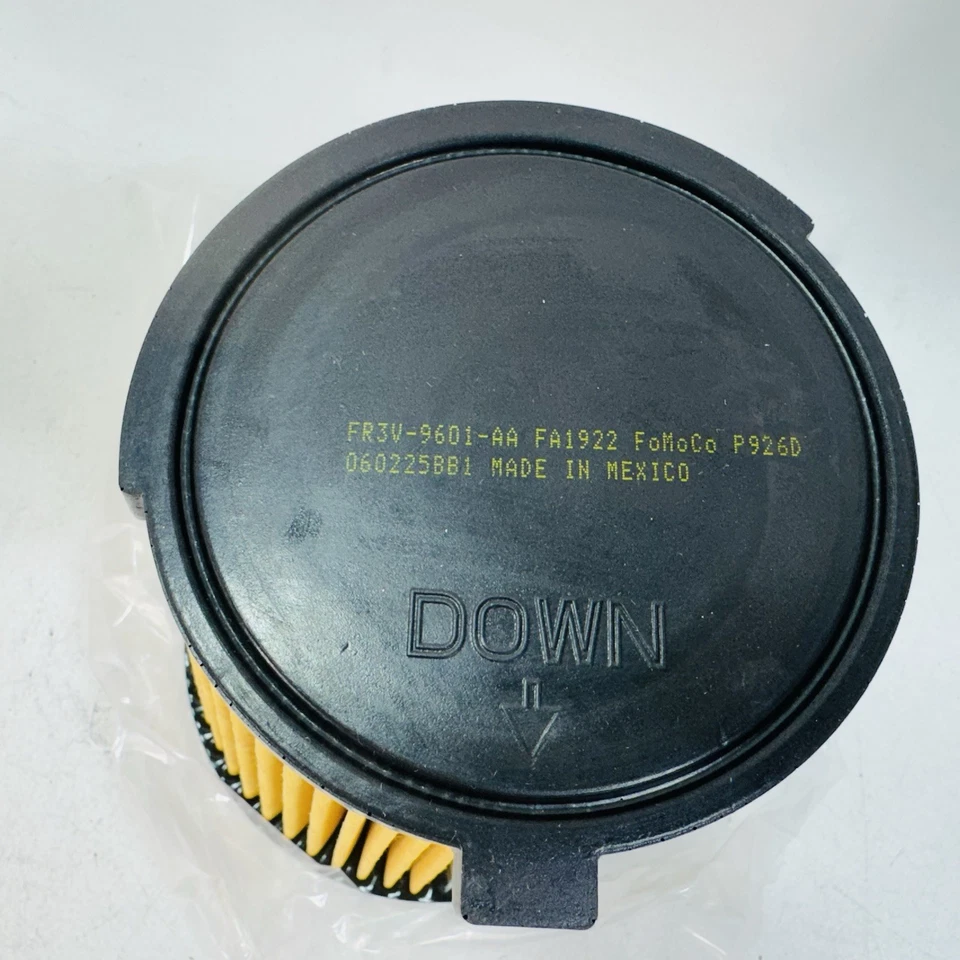 FR3V-9601-AA FA1922 FoMoCo P926D
060225BB1 MADE IN MEXICO
DOWN